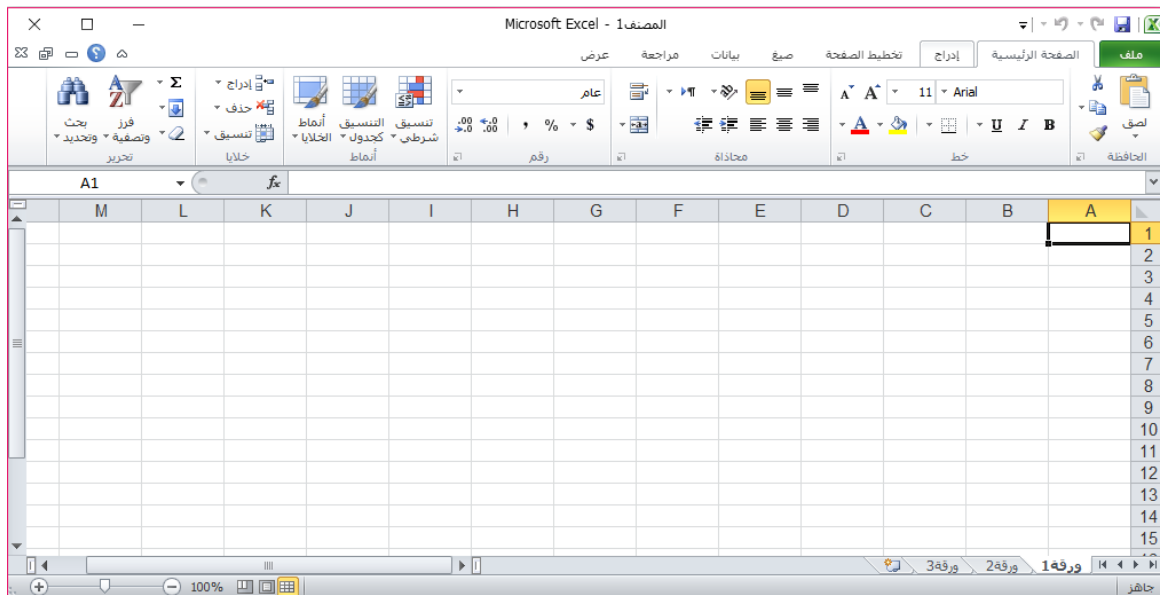 المصنف1 - Microsoft Excel
ملف الصفحة الرئيسية إدراج تخطيط الصفحة صيغ بيانات مراجعة عرض
لصق
الحافظة
Arial 11
B I U
خط
محاذاة
عام
$ % ,
رقم
تنسيق شرطي
التنسيق كجدول
أنماط الخلايا
أنماط
إدراج
حذف
تنسيق
خلايا
Σ
فرز وتصفية
بحث وتحديد
تحرير
A1 fx
A B C D E F G H I J K L M
1
2
3
4
5
6
7
8
9
10
11
12
13
14
15
ورقة1 ورقة2 ورقة3
جاهز 100%